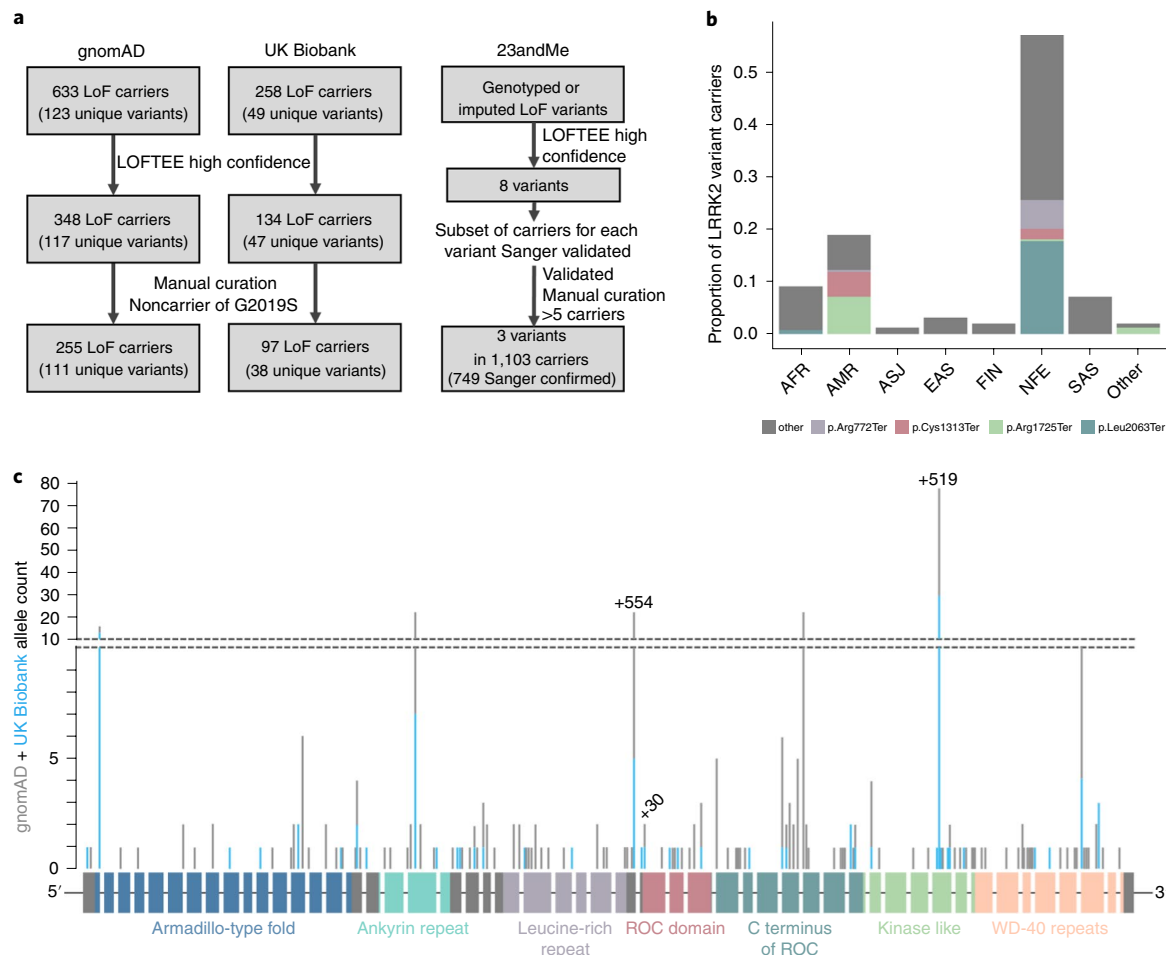 a
gnomAD
633 LoF carriers
(123 unique variants)
UK Biobank
258 LoF carriers
(49 unique variants)
LOFTEE high confidence
348 LoF carriers
(117 unique variants)
134 LoF carriers
(47 unique variants)
Manual curation
Noncarrier of G2019S
255 LoF carriers
(111 unique variants)
97 LoF carriers
(38 unique variants)
23andMe
Genotyped or
imputed LoF variants
LOFTEE high
confidence
8 variants
Subset of carriers for each
variant Sanger validated
Validated
Manual curation
>5 carriers
3 variants
in 1,103 carriers
(749 Sanger confirmed)
b
Proportion of LRRK2 variant carriers
0.5
0.4
0.3
0.2
0.1
0.0
AFR
AMR
ASJ
EAS
FIN
NFE
SAS
Other
other
p.Arg772Ter
p.Cys1313Ter
p.Arg1725Ter
p.Leu2063Ter
c
gnomAD + UK Biobank allele count
80
70
60
50
40
30
20
10
5
0
+554
+30
+519
5′
3
Armadillo-type fold
Ankyrin repeat
Leucine-rich
repeat
ROC domain
C terminus
of ROC
Kinase like
WD-40 repeats